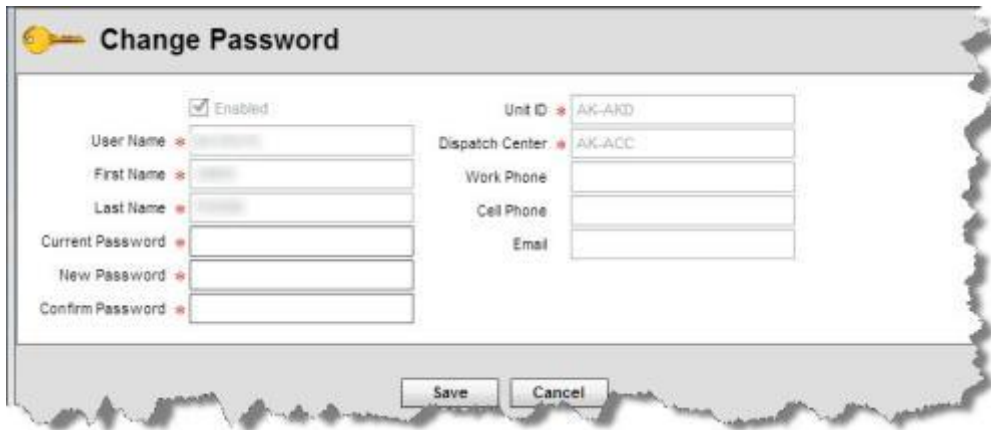 Change Password
Enabled
User Name *
First Name *
Last Name *
Current Password *
New Password *
Confirm Password *
Unit ID * AK-AKD
Dispatch Center * AK-ACC
Work Phone
Cell Phone
Email
Save Cancel